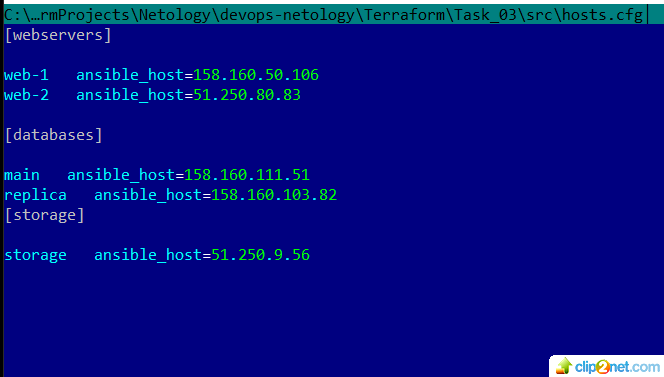 C:\…rmProjects\Netology\devops-netology\Terraform\Task_03\src\hosts.cfg
[webservers]
web-1   ansible_host=158.160.50.106
web-2   ansible_host=51.250.80.83
[databases]
main   ansible_host=158.160.111.51
replica   ansible_host=158.160.103.82
[storage]
storage   ansible_host=51.250.9.56
clip2net.com